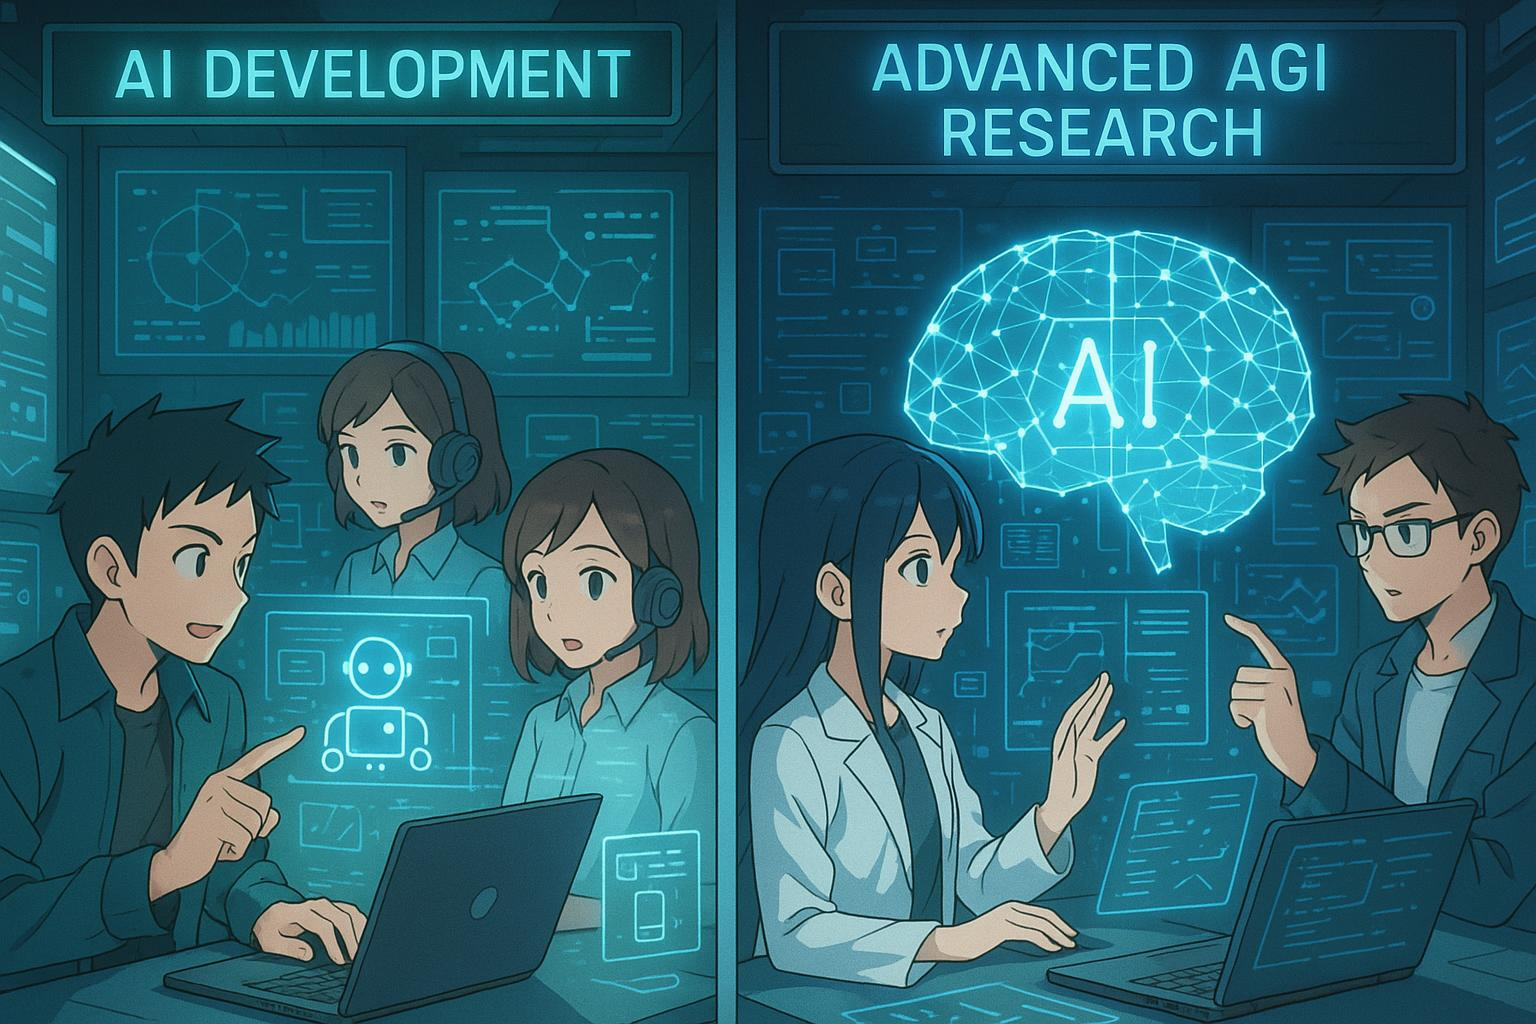 AI DEVELOPMENT
ADVANCED AGI
RESEARCH
AI